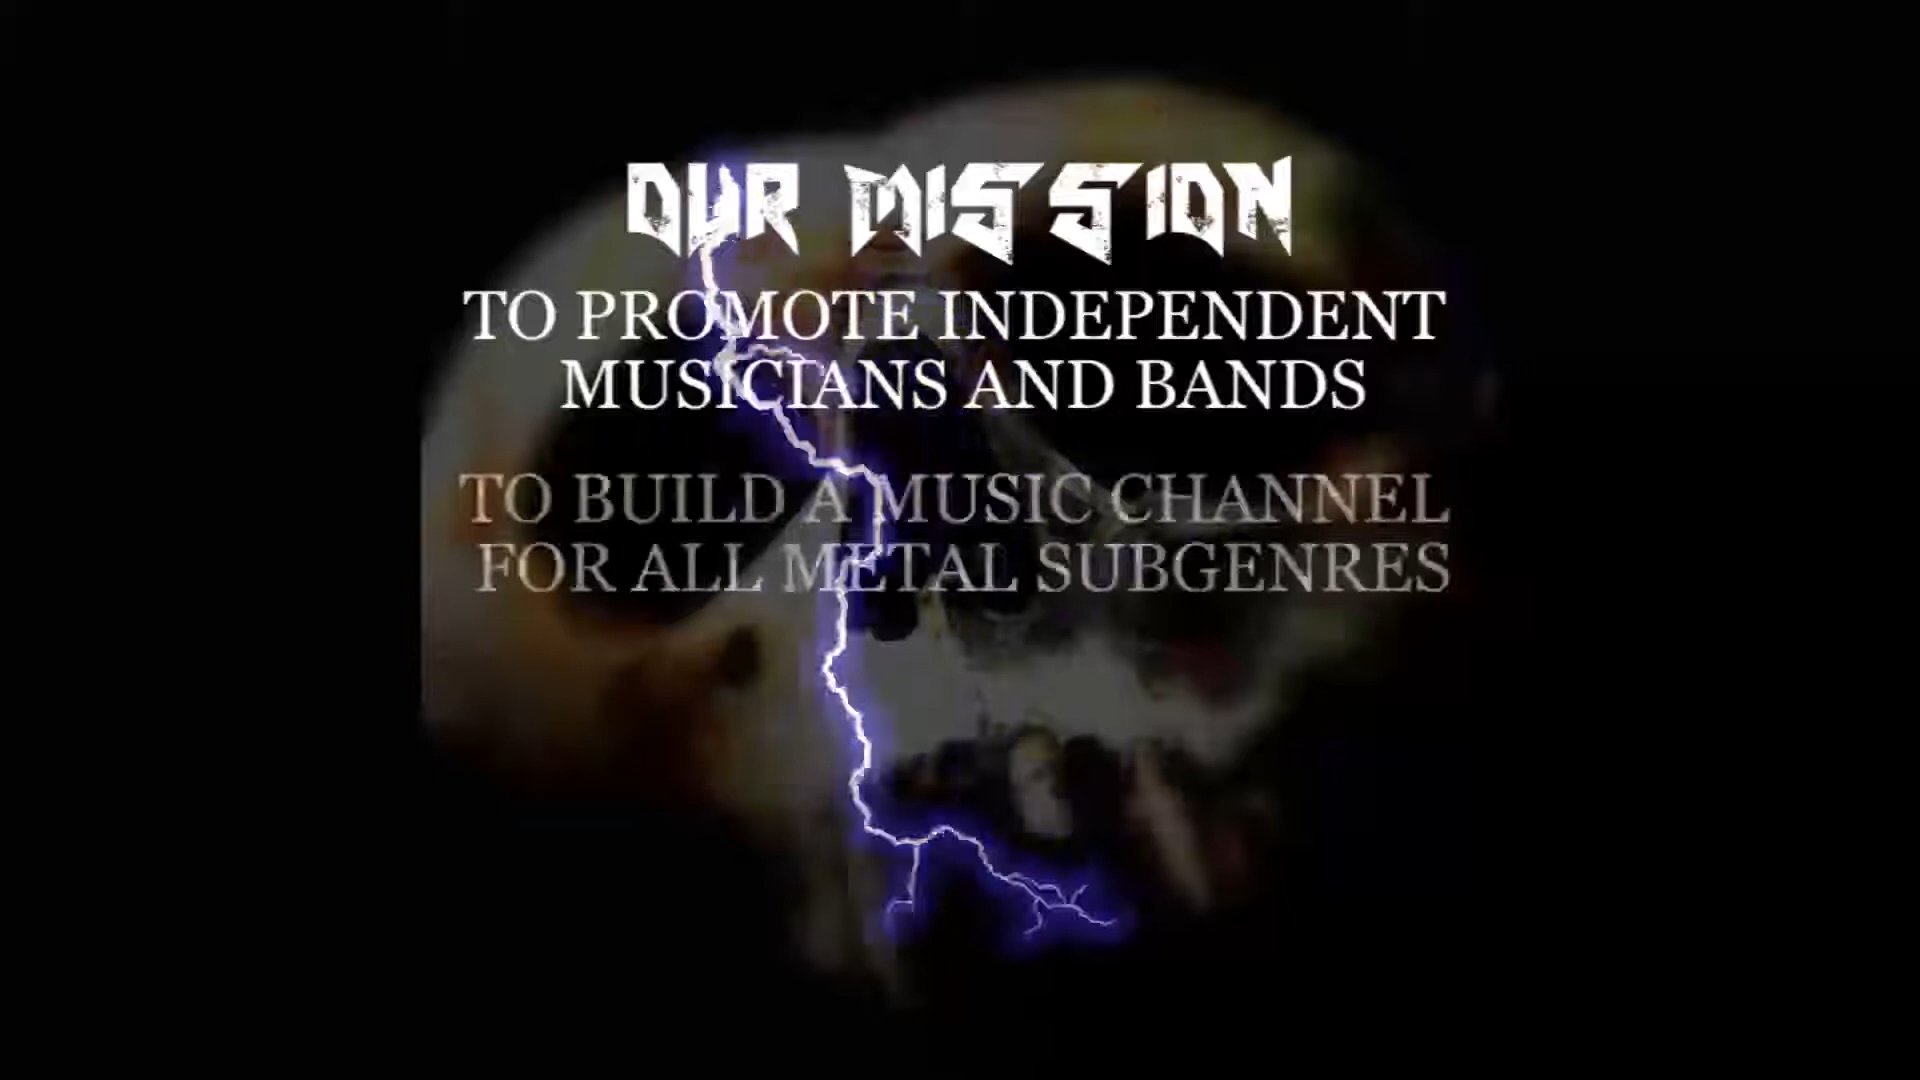 OUR MISSION
TO PROMOTE INDEPENDENT
MUSICIANS AND BANDS
TO BUILD A MUSIC CHANNEL
FOR ALL METAL SUBGENRES